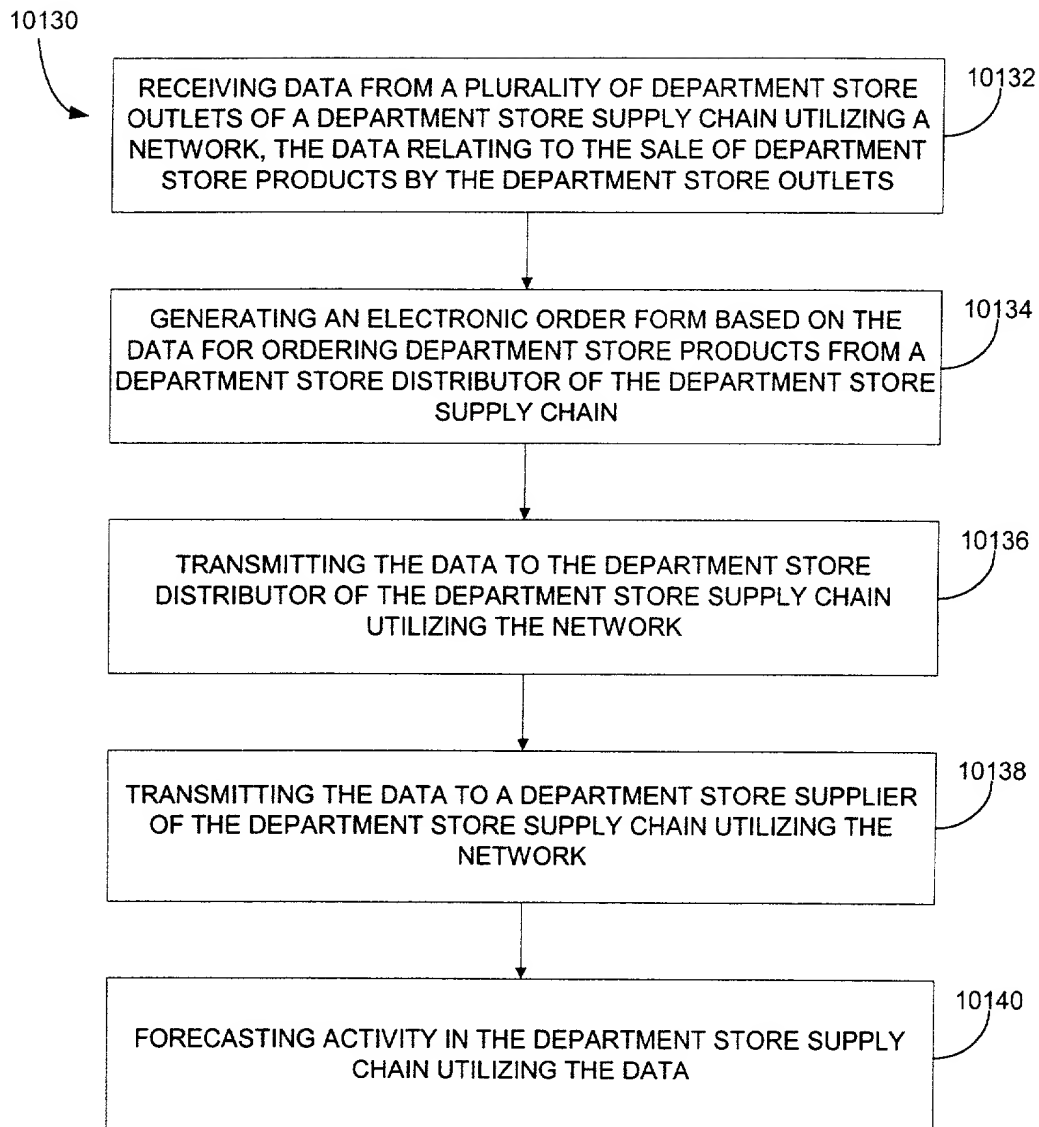 10130
10132
RECEIVING DATA FROM A PLURALITY OF DEPARTMENT STORE
OUTLETS OF A DEPARTMENT STORE SUPPLY CHAIN UTILIZING A
NETWORK, THE DATA RELATING TO THE SALE OF DEPARTMENT
STORE PRODUCTS BY THE DEPARTMENT STORE OUTLETS
10134
GENERATING AN ELECTRONIC ORDER FORM BASED ON THE
DATA FOR ORDERING DEPARTMENT STORE PRODUCTS FROM A
DEPARTMENT STORE DISTRIBUTOR OF THE DEPARTMENT STORE
SUPPLY CHAIN
10136
TRANSMITTING THE DATA TO THE DEPARTMENT STORE
DISTRIBUTOR OF THE DEPARTMENT STORE SUPPLY CHAIN
UTILIZING THE NETWORK
10138
TRANSMITTING THE DATA TO A DEPARTMENT STORE SUPPLIER
OF THE DEPARTMENT STORE SUPPLY CHAIN UTILIZING THE
NETWORK
10140
FORECASTING ACTIVITY IN THE DEPARTMENT STORE SUPPLY
CHAIN UTILIZING THE DATA